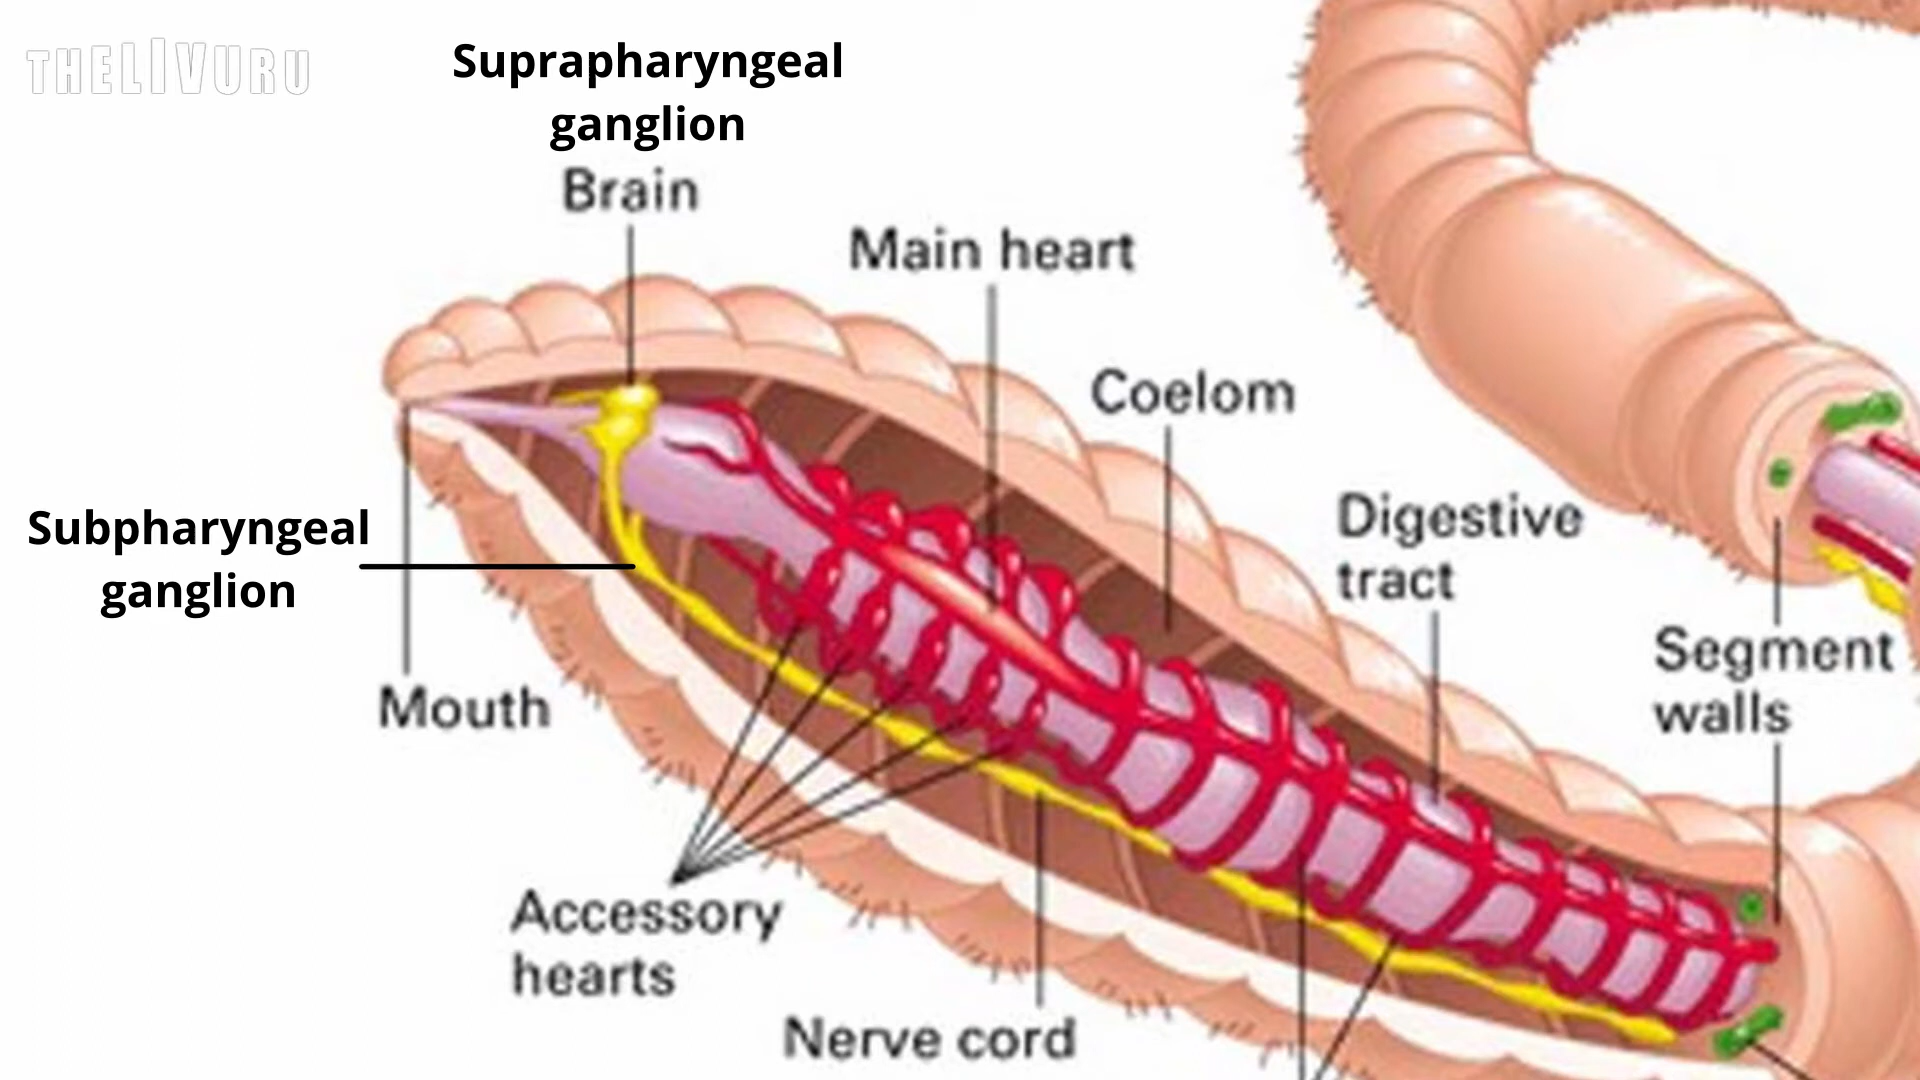 THELIVURU
Suprapharyngeal
ganglion
Brain
Main heart
Coelom
Digestive
tract
Subpharyngeal
ganglion
Segment
walls
Mouth
Accessory
hearts
Nerve cord